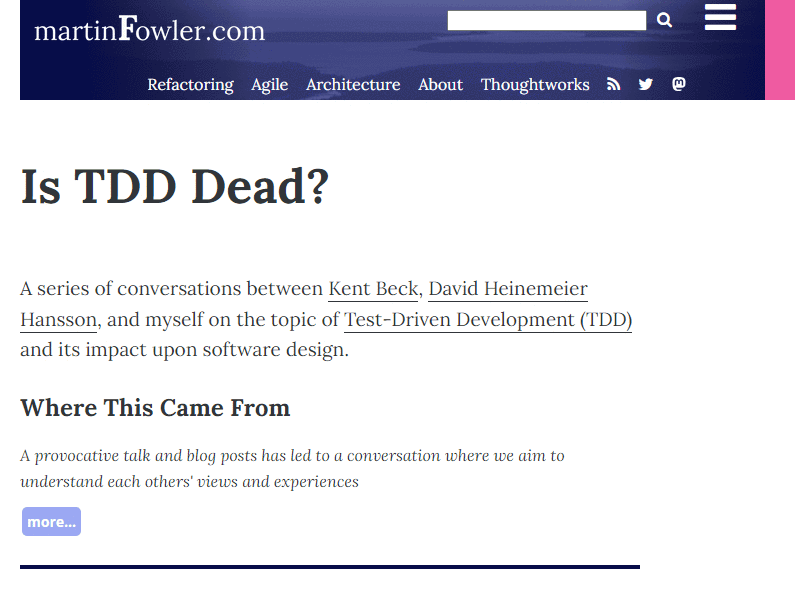 martinFowler.com
Refactoring Agile Architecture About Thoughtworks
Is TDD Dead?
A series of conversations between Kent Beck, David Heinemeier
Hansson, and myself on the topic of Test-Driven Development (TDD)
and its impact upon software design.
Where This Came From
A provocative talk and blog posts has led to a conversation where we aim to
understand each others' views and experiences
more...